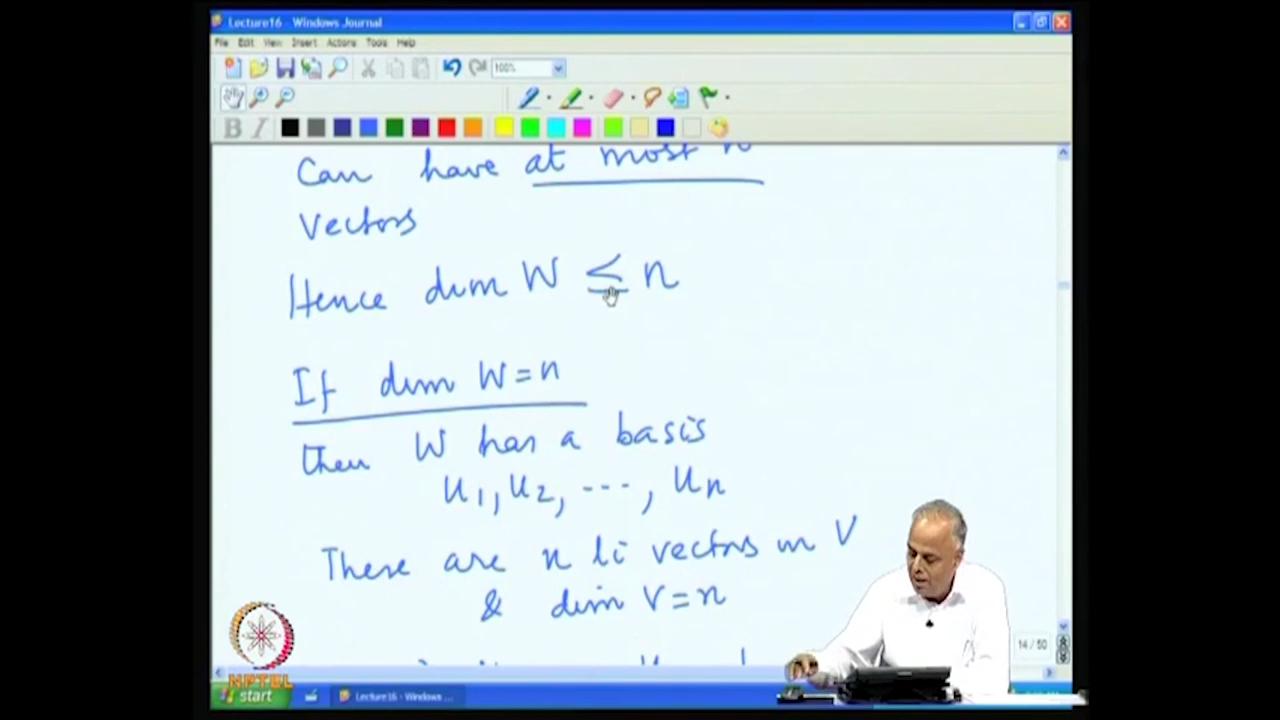 Lecture16 - Windows Journal
File Edit View Insert Actions Tools Help
100%
B I
Can have at most n
vectors
Hence dim W ≤ n
If dim W = n
then W has a basis
u1, u2, ..., un
There are n li vectors in V
& dim V = n
14 / 50
NPTEL
start Lecture16 - Windows ...